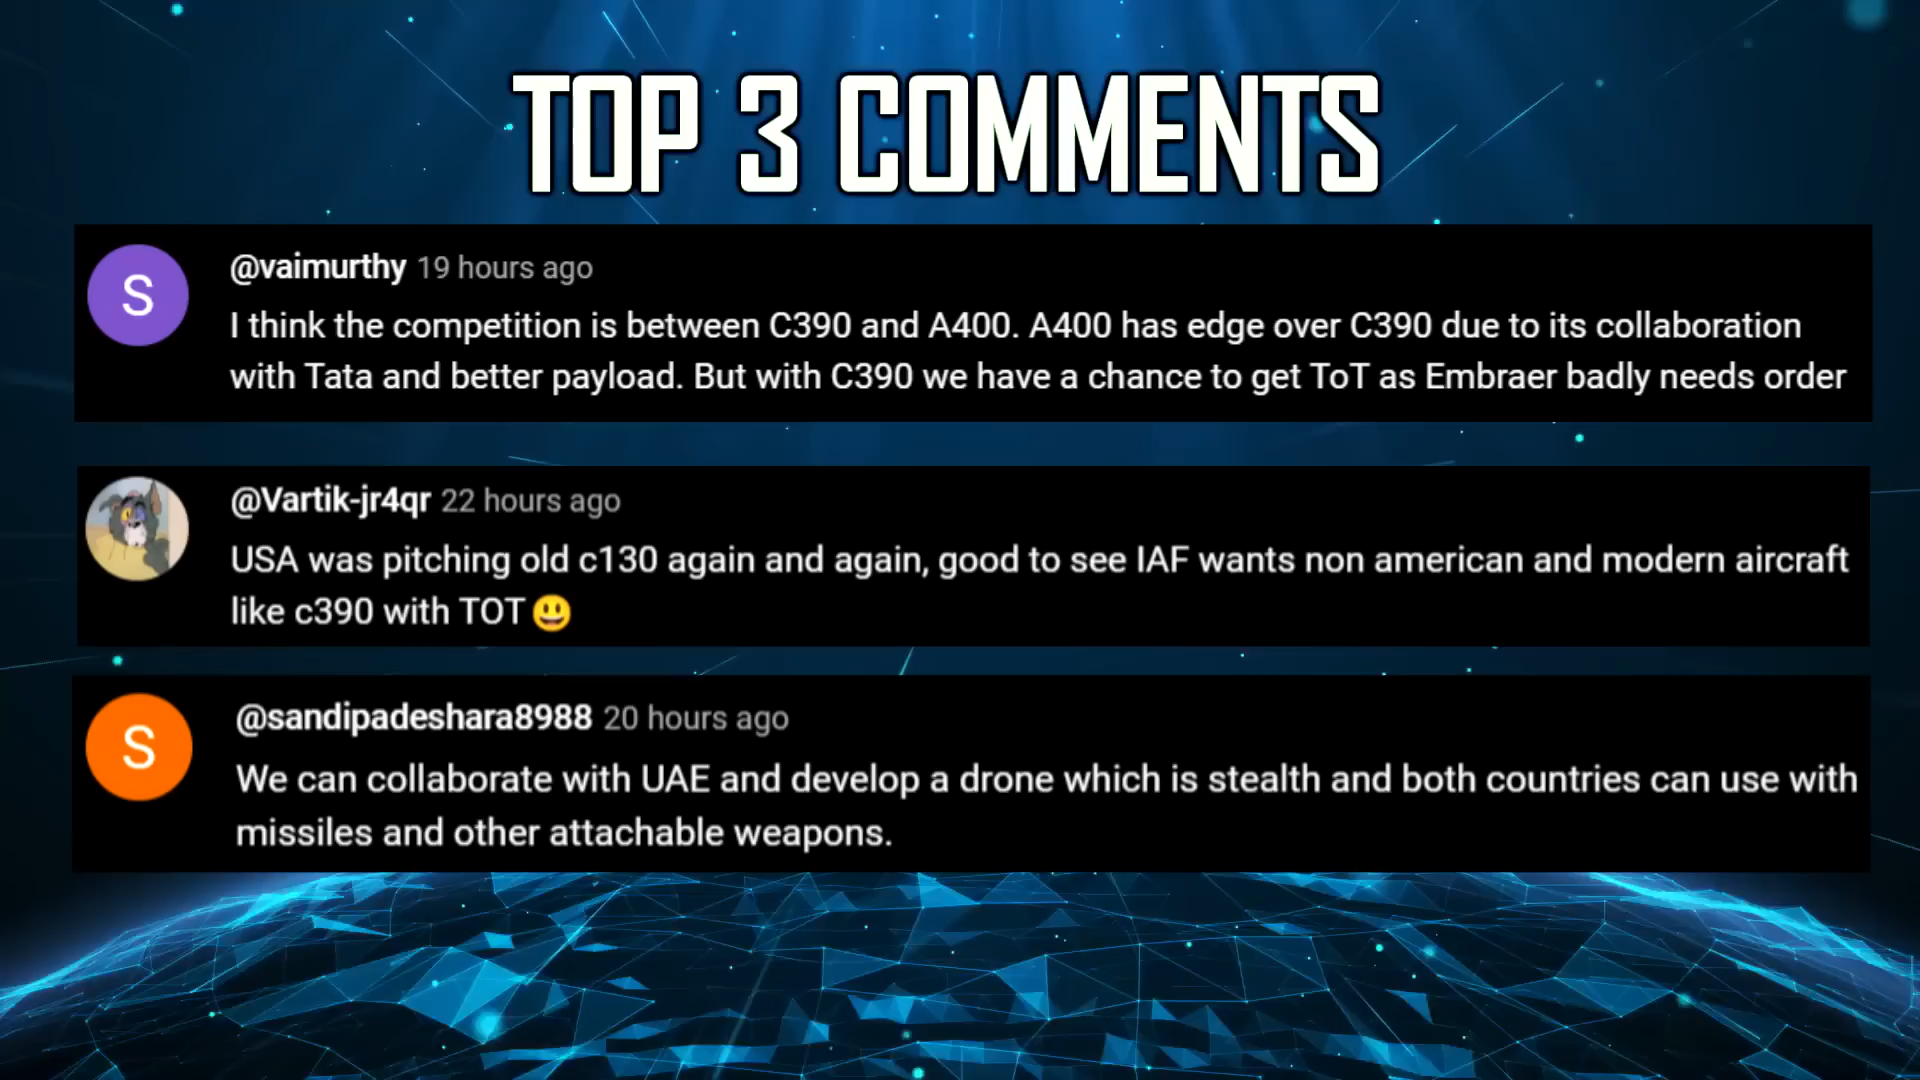 TOP 3 COMMENTS
S
@vaimurthy 19 hours ago
I think the competition is between C390 and A400. A400 has edge over C390 due to its collaboration
with Tata and better payload. But with C390 we have a chance to get ToT as Embraer badly needs order
@Vartik-jr4qr 22 hours ago
USA was pitching old c130 again and again, good to see IAF wants non american and modern aircraft
like c390 with TOT😃
S
@sandipadeshara8988 20 hours ago
We can collaborate with UAE and develop a drone which is stealth and both countries can use with
missiles and other attachable weapons.